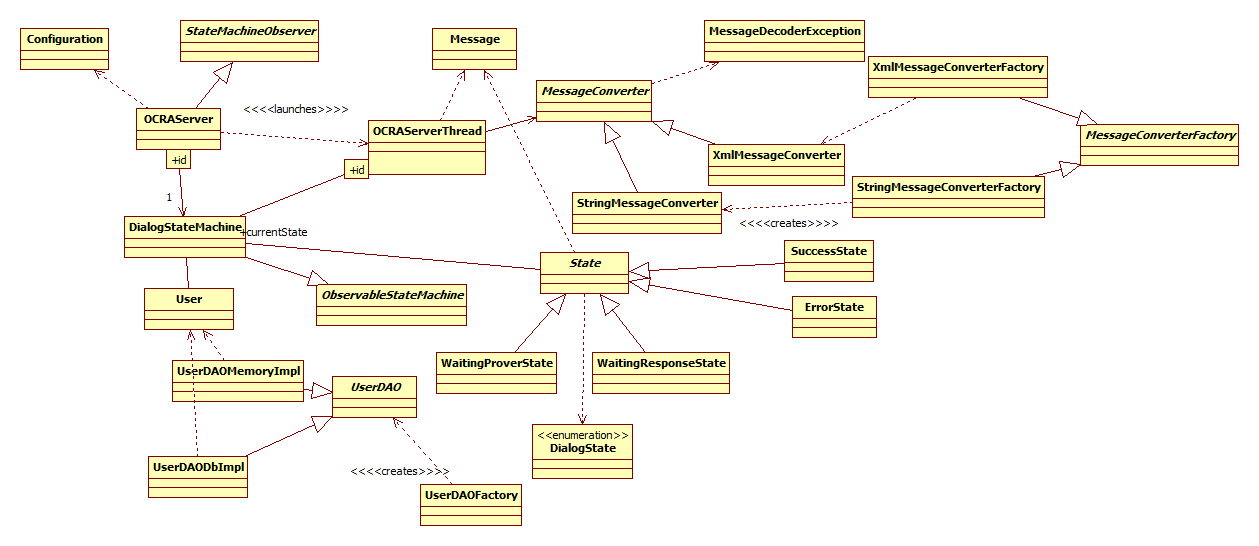 Configuration
StateMachineObserver
Message
MessageDecoderException
XmlMessageConverterFactory
MessageConverter
<<<<launches>>>>
OCRAServer
OCRAServerThread
MessageConverterFactory
+id
+id
XmlMessageConverter
StringMessageConverterFactory
1
StringMessageConverter
<<<<creates>>>>
DialogStateMachine
+currentState
State
SuccessState
User
ObservableStateMachine
ErrorState
WaitingProverState
WaitingResponseState
UserDAOMemoryImpl
UserDAO
<<enumeration>>
DialogState
UserDAODbImpl
<<<<creates>>>>
UserDAOFactory